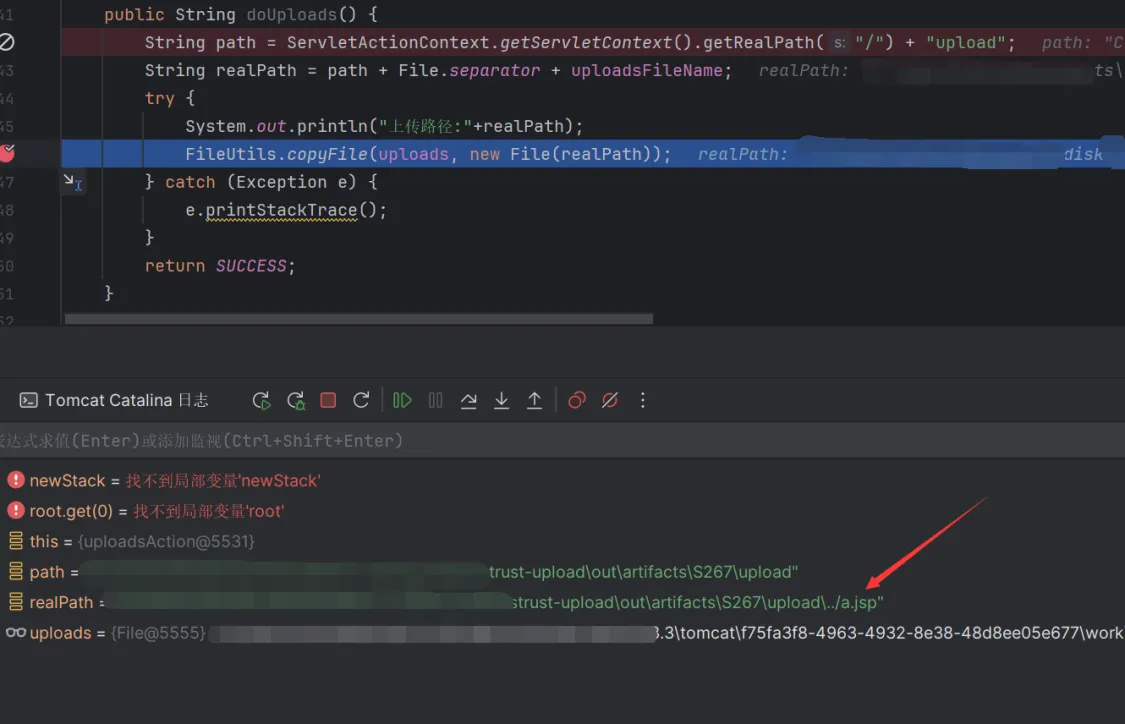 41 public String doUploads() {
String path = ServletActionContext.getServletContext().getRealPath( s: "/") + "upload"; path: "C
43 String realPath = path + File.separator + uploadsFileName; realPath: ts\
44 try {
45 System.out.println("上传路径:"+realPath);
FileUtils.copyFile(uploads, new File(realPath)); realPath: disk
47 } catch (Exception e) {
48 e.printStackTrace();
49 }
50 return SUCCESS;
51 }
52
Tomcat Catalina 日志
表达式求值(Enter)或添加监视(Ctrl+Shift+Enter)
newStack = 找不到局部变量'newStack'
root.get(0) = 找不到局部变量'root'
this = {uploadsAction@5531}
path = trust-upload\out\artifacts\S267\upload"
realPath = strust-upload\out\artifacts\S267\upload\../a.jsp"
uploads = {File@5555} 3.3\tomcat\f75fa3f8-4963-4932-8e38-48d8ee05e677\work